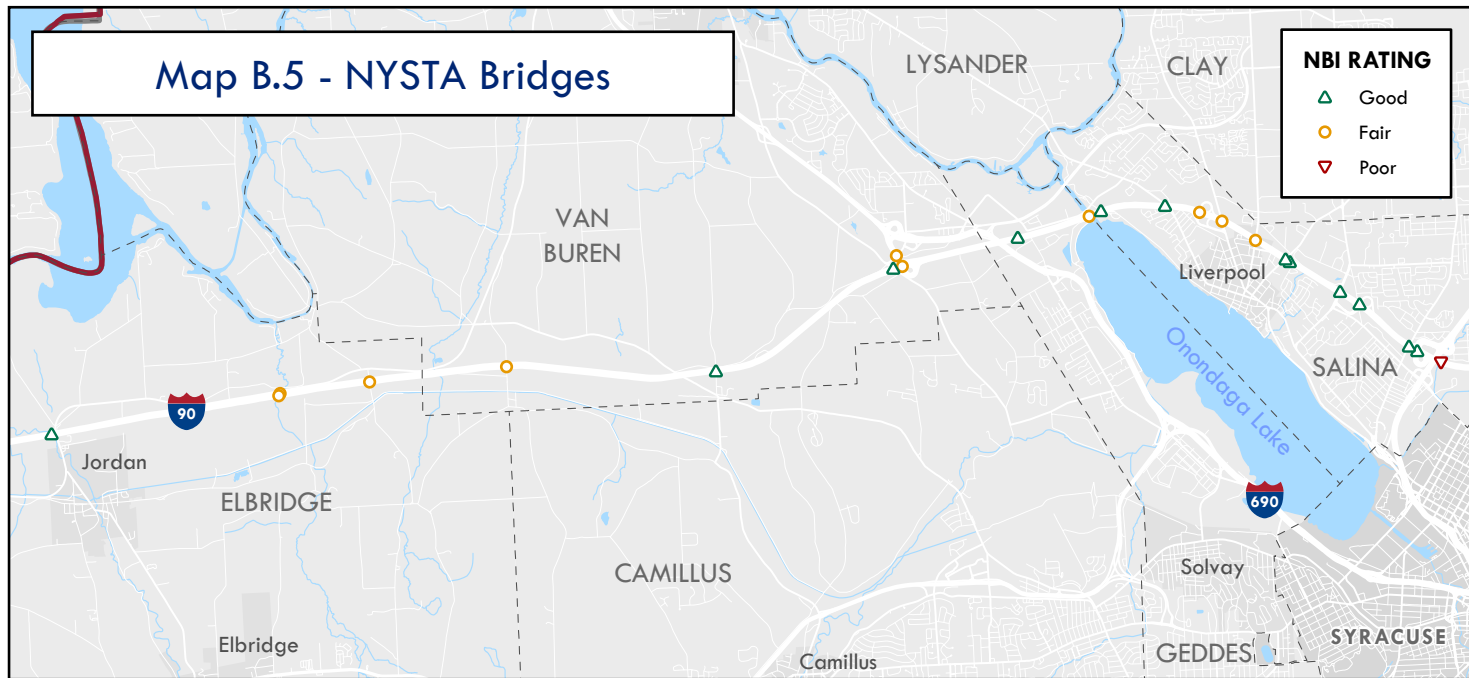 Map B.5 - NYSTA Bridges
LYSANDER
CLAY
NBI RATING
Good
Fair
Poor
VAN
BUREN
Liverpool
Onondaga Lake
SALINA
90
Jordan
ELBRIDGE
690
CAMILLUS
Solvay
Elbridge
Camillus
GEDDES
SYRACUSE